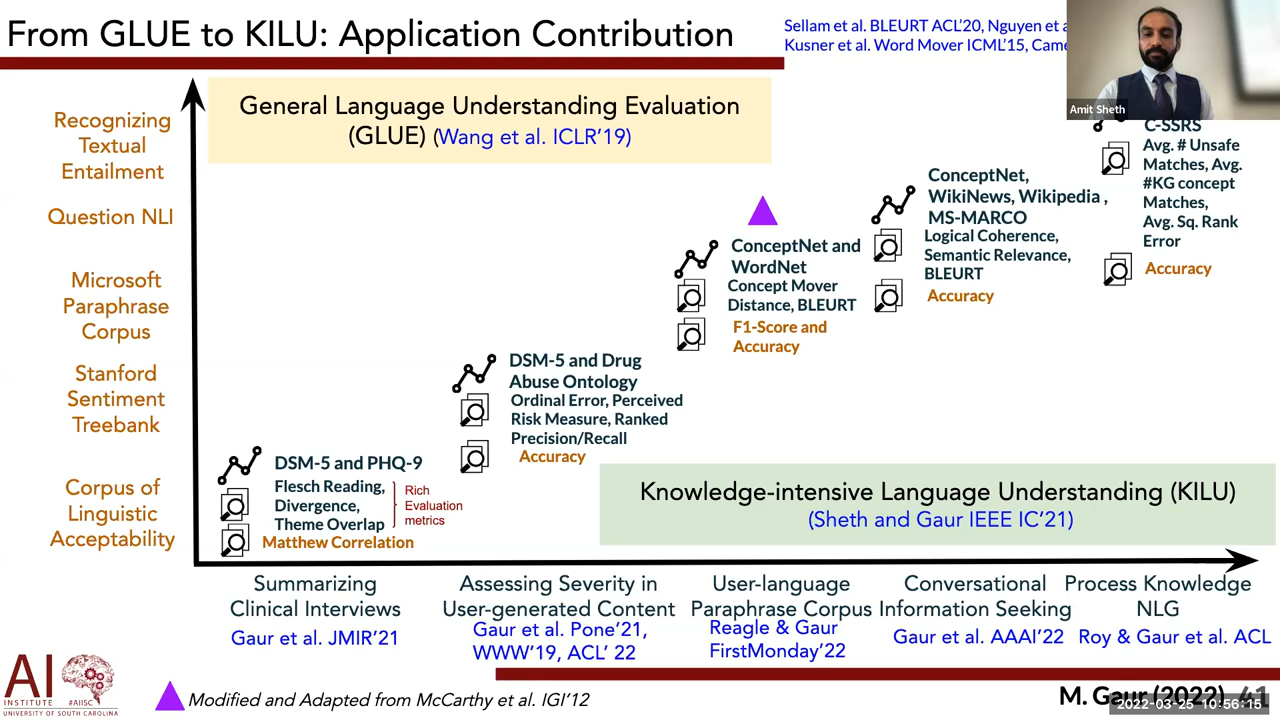 From GLUE to KILU: Application Contribution
Sellam et al. BLEURT ACL'20, Nguyen et
Kusner et al. Word Mover ICML'15,
Amit Sheth
General Language Understanding Evaluation
(GLUE) (Wang et al. ICLR'19)
Recognizing
Textual
Entailment
Question NLI
Microsoft
Paraphrase
Corpus
Stanford
Sentiment
Treebank
Corpus of
Linguistic
Acceptability
DSM-5 and PHQ-9
Flesch Reading,
Divergence,
Theme Overlap
Rich
Evaluation
metrics
Matthew Correlation
DSM-5 and Drug
Abuse Ontology
Ordinal Error, Perceived
Risk Measure, Ranked
Precision/Recall
Accuracy
ConceptNet and
WordNet
Concept Mover
Distance, BLEURT
F1-Score and
Accuracy
ConceptNet,
WikiNews, Wikipedia ,
MS-MARCO
Logical Coherence,
Semantic Relevance,
BLEURT
Accuracy
C-SSRS
Avg. # Unsafe
Matches, Avg.
#KG concept
Matches,
Avg. Sq. Rank
Error
Accuracy
Knowledge-intensive Language Understanding (KILU)
(Sheth and Gaur IEEE IC'21)
Summarizing
Clinical Interviews
Gaur et al. JMIR'21
Assessing Severity in
User-generated Content
Gaur et al. Pone'21,
WWW'19, ACL' 22
User-language
Paraphrase Corpus
Reagle & Gaur
FirstMonday'22
Conversational
Information Seeking
Gaur et al. AAAI'22
Process Knowledge
NLG
Roy & Gaur et al. ACL
AI
INSTITUTE #AIISC
UNIVERSITY OF SOUTH CAROLINA
Modified and Adapted from McCarthy et al. IGI'12
M. Gaur (2022) 41
2022-03-25 10:56:15